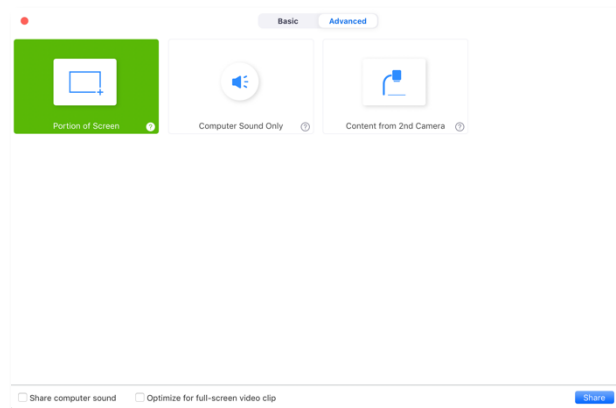 Basic Advanced
Portion of Screen ?
Computer Sound Only ?
Content from 2nd Camera ?
Share computer sound Optimize for full-screen video clip Share